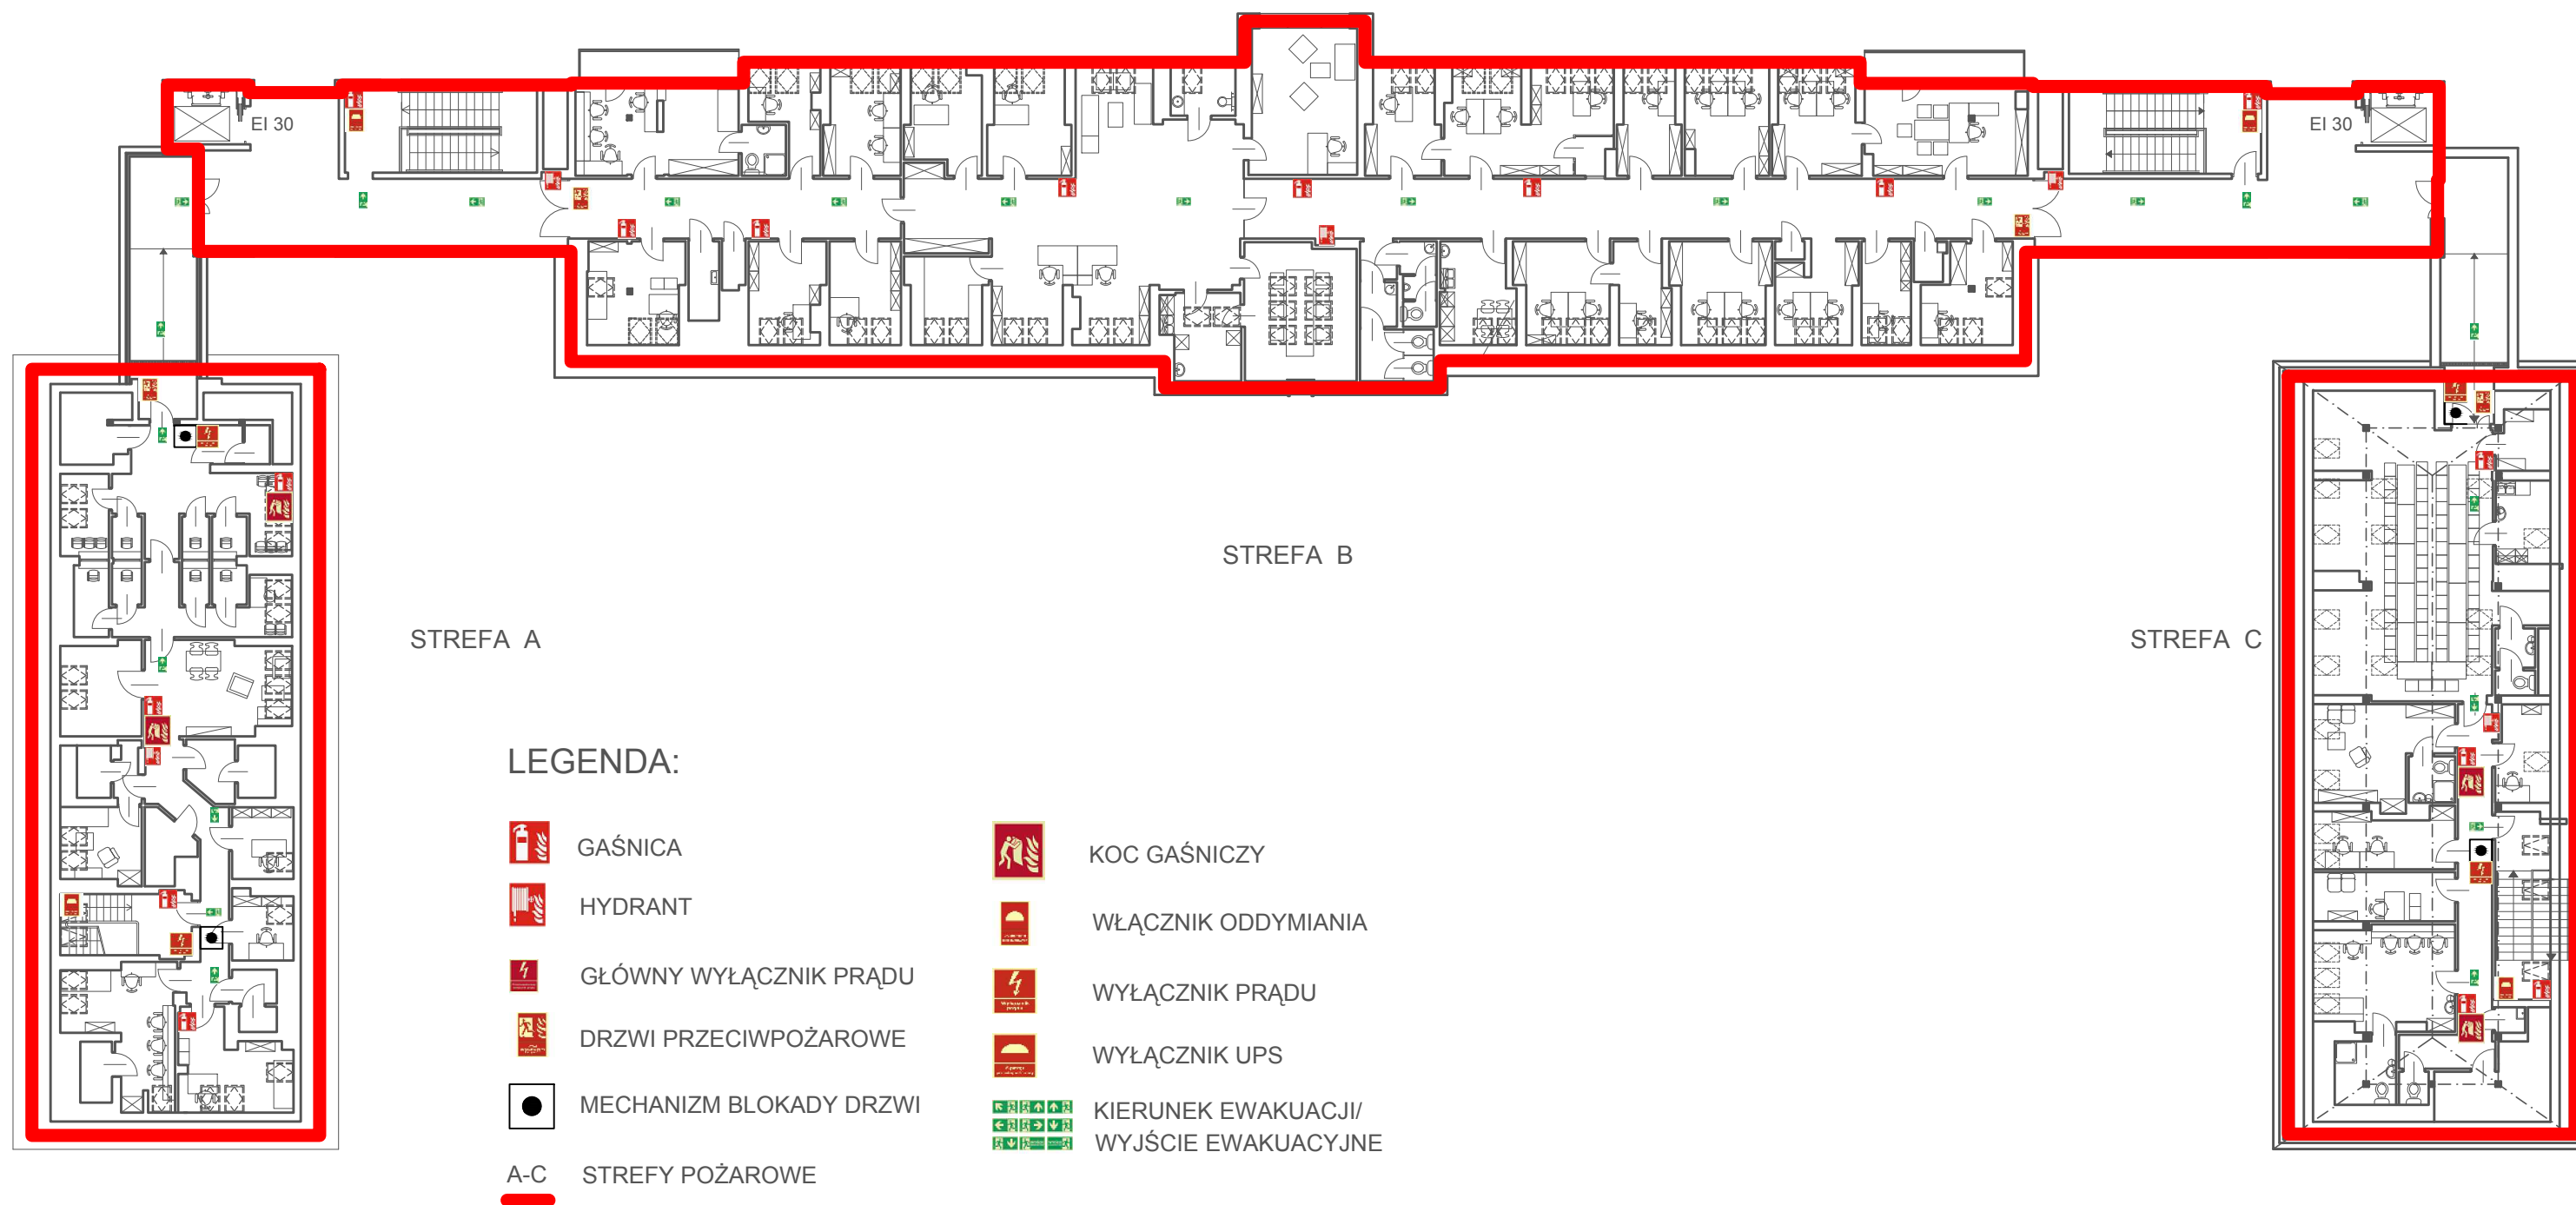 EI 30
EI 30
STREFA B
STREFA A
STREFA C
LEGENDA:
GAŚNICA
HYDRANT
GŁÓWNY WYŁĄCZNIK PRĄDU
DRZWI PRZECIWPOŻAROWE
MECHANIZM BLOKADY DRZWI
A-C STREFY POŻAROWE
KOC GAŚNICZY
WŁĄCZNIK ODDYMIANIA
WYŁĄCZNIK PRĄDU
WYŁĄCZNIK UPS
KIERUNEK EWAKUACJI/
WYJŚCIE EWAKUACYJNE